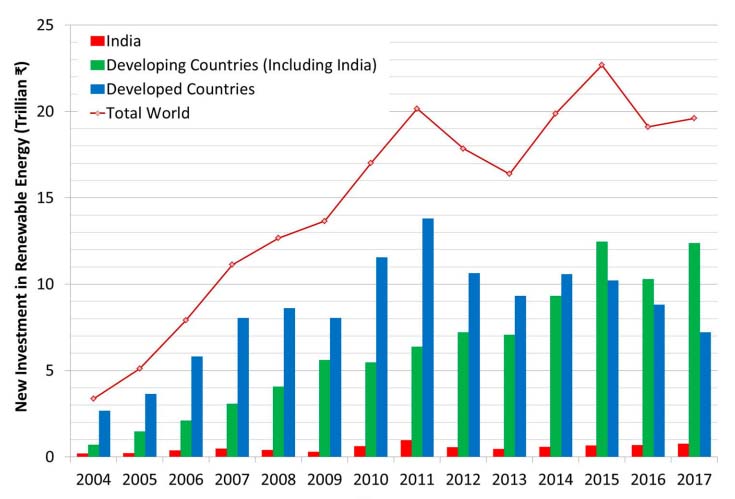 New Investment in Renewable Energy (Trillion ₹)
25
20
15
10
5
0
India
Developing Countries (Including India)
Developed Countries
Total World
2004 2005 2006 2007 2008 2009 2010 2011 2012 2013 2014 2015 2016 2017